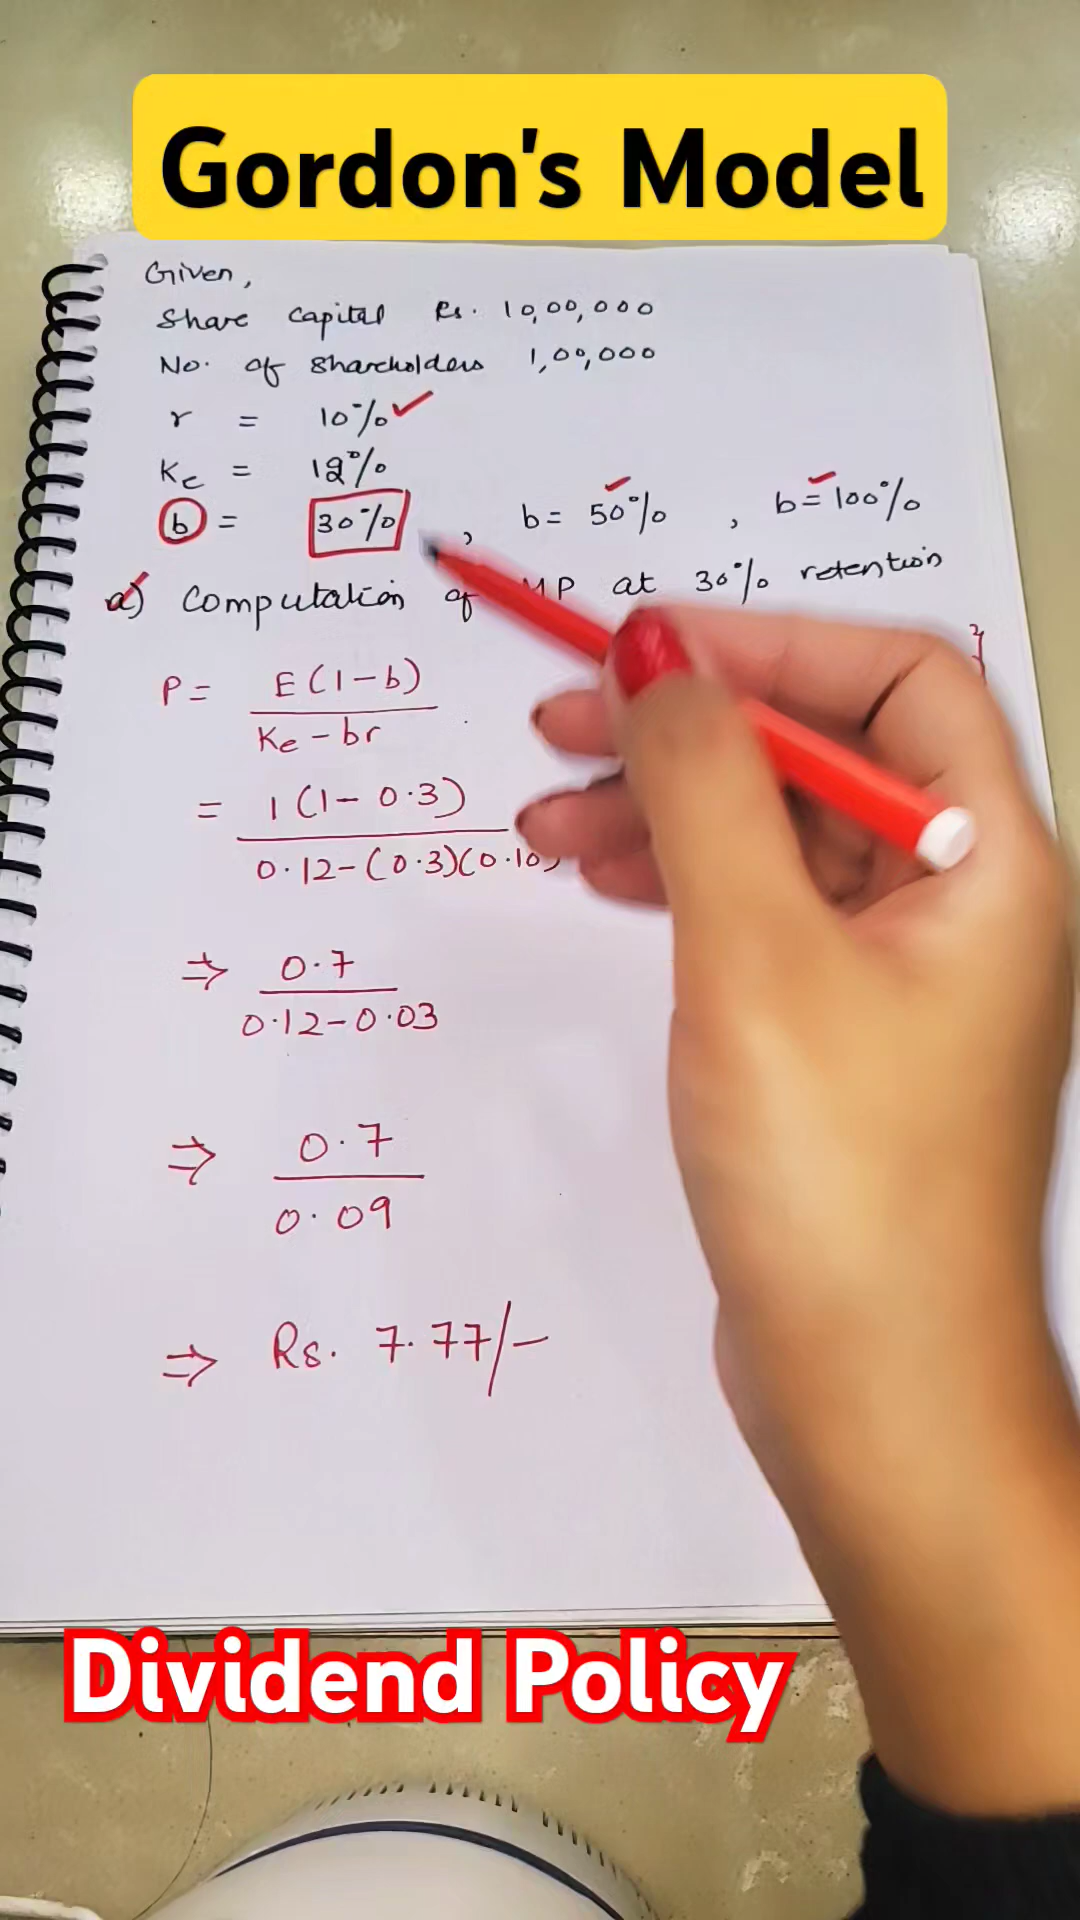 Gordon's Model
Given,
Share Capital Rs. 10,00,000
No. of Shareholders 1,00,000
r = 10%
Ke = 12%
b = 30% , b = 50% , b = 100%
a) Computation of MP at 30% retention
P = E(1-b)
Ke - br
= 1(1 - 0.3)
0.12-(0.3)(0.10)
⇒ 0.7
0.12-0.03
⇒ 0.7
0.09
⇒ Rs. 7.77/-
Dividend Policy